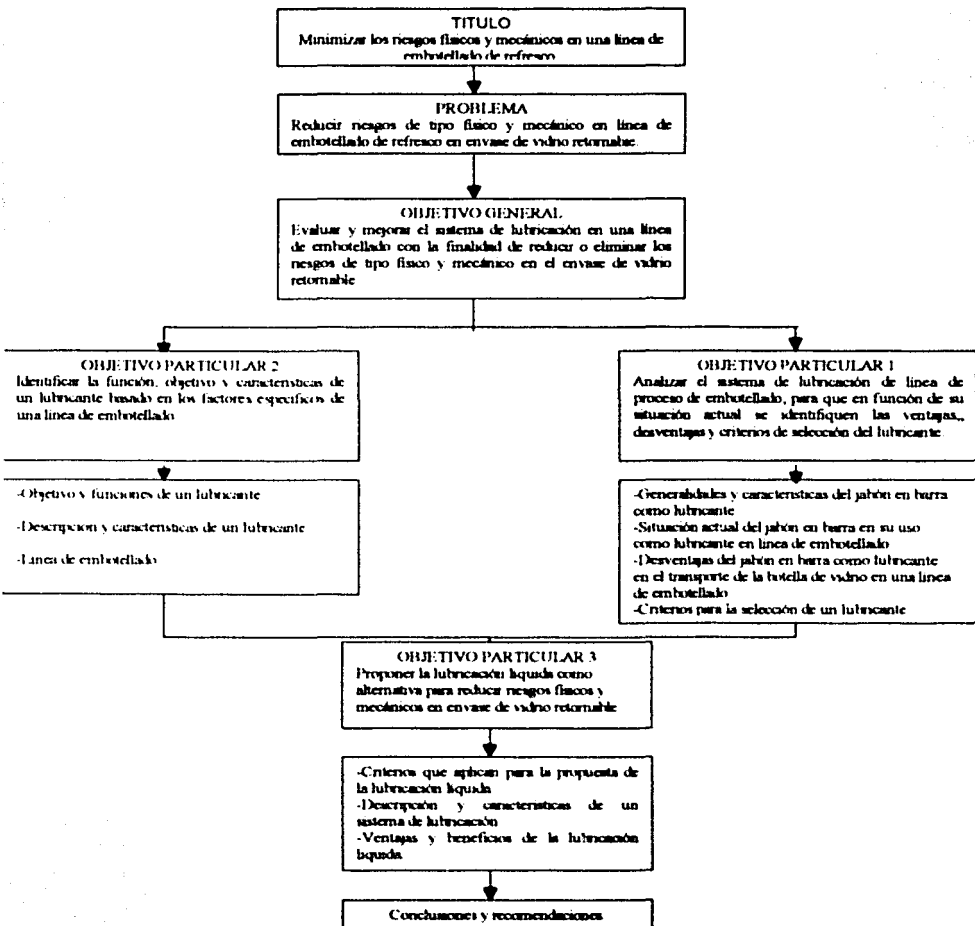 TITULO
Minimizar los riesgos físicos y mecánicos en una línea de
embotellado de refresco
PROBLEMA
Reducir riesgos de tipo físico y mecánico en línea de
embotellado de refresco en envase de vidrio retornable.
OBJETIVO GENERAL
Evaluar y mejorar el sistema de lubricación en una línea
de embotellado con la finalidad de reducir o eliminar los
riesgos de tipo físico y mecánico en el envase de vidrio
retornable
OBJETIVO PARTICULAR 2
Identificar la función, objetivo y características de
un lubricante basado en los factores específicos de
una línea de embotellado
OBJETIVO PARTICULAR 1
Analizar el sistema de lubricación de línea de
proceso de embotellado, para que en función de su
situación actual se identifiquen las ventajas,,
desventajas y criterios de selección del lubricante.
-Objetivo y funciones de un lubricante
-Descripción y características de un lubricante
-Línea de embotellado
-Generalidades y características del jabón en barra
como lubricante
-Situación actual del jabón en barra en su uso
como lubricante en línea de embotellado
-Desventajas del jabón en barra como lubricante
en el transporte de la botella de vidrio en una línea
de embotellado
-Criterios para la selección de un lubricante
OBJETIVO PARTICULAR 3
Proponer la lubricación líquida como
alternativa para reducir riesgos físicos y
mecánicos en envase de vidrio retornable
-Criterios que aplican para la propuesta de
la lubricación líquida
-Descripción y características de un
sistema de lubricación
-Ventajas y beneficios de la lubricación
líquida.
Conclusiones y recomendaciones